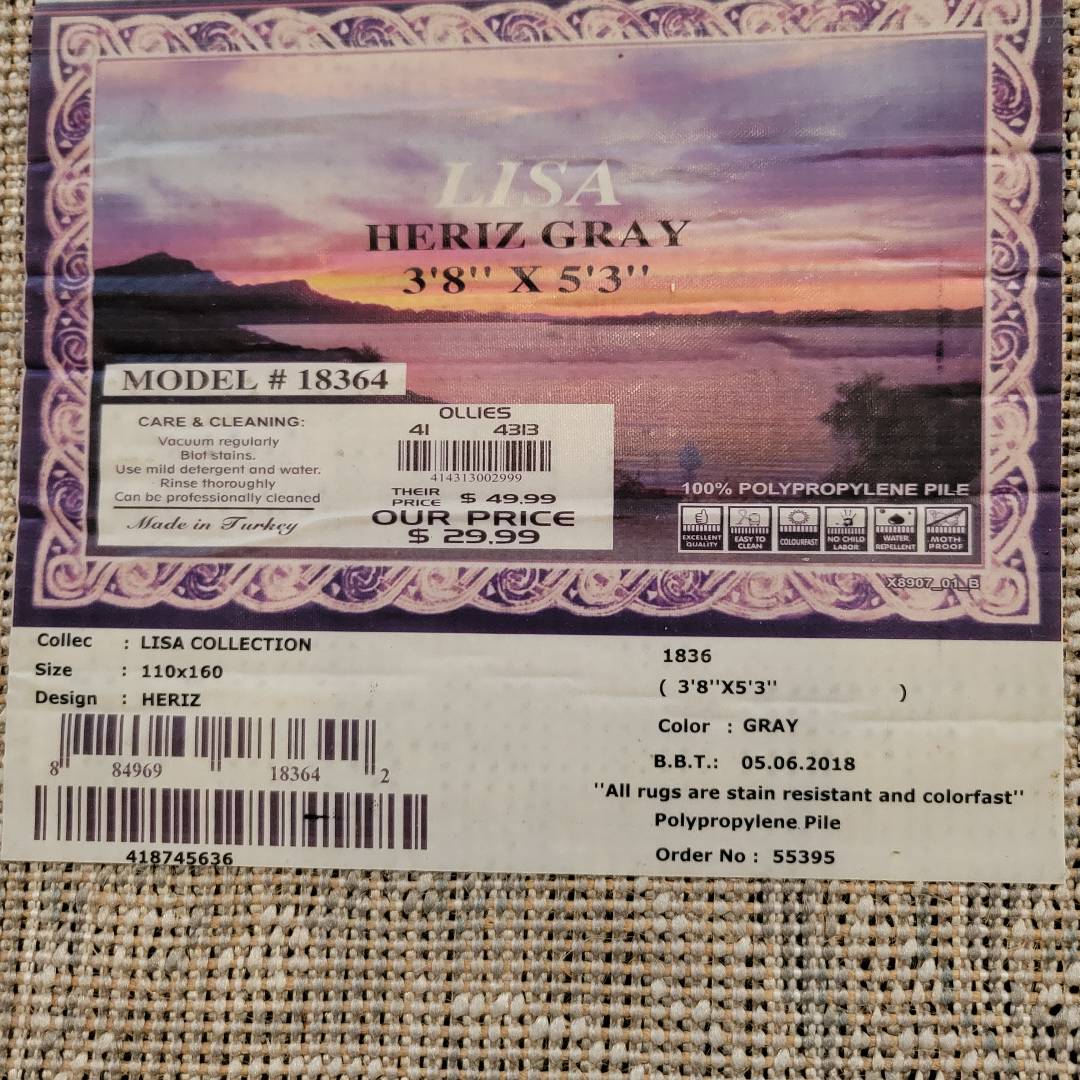 LISA
HERIZ GRAY
3'8'' X 5'3''
MODEL # 18364
CARE & CLEANING:
Vacuum regularly
Blot stains.
Use mild detergent and water.
Rinse thoroughly
Can be professionally cleaned
Made in Turkey
OLLIES
41 4313
414313002999
THEIR PRICE $ 49.99
OUR PRICE
$ 29.99
100% POLYPROPYLENE PILE
EXCELLENT QUALITY
EASY TO CLEAN
COLOURFAST
NO CHILD LABOR
WATER REPELLENT
MOTH PROOF
X8907_01_B
Collec : LISA COLLECTION
Size : 110x160
Design : HERIZ
8 84969 18364 2
418745636
1836
( 3'8''X5'3'' )
Color : GRAY
B.B.T.: 05.06.2018
''All rugs are stain resistant and colorfast''
Polypropylene Pile
Order No : 55395